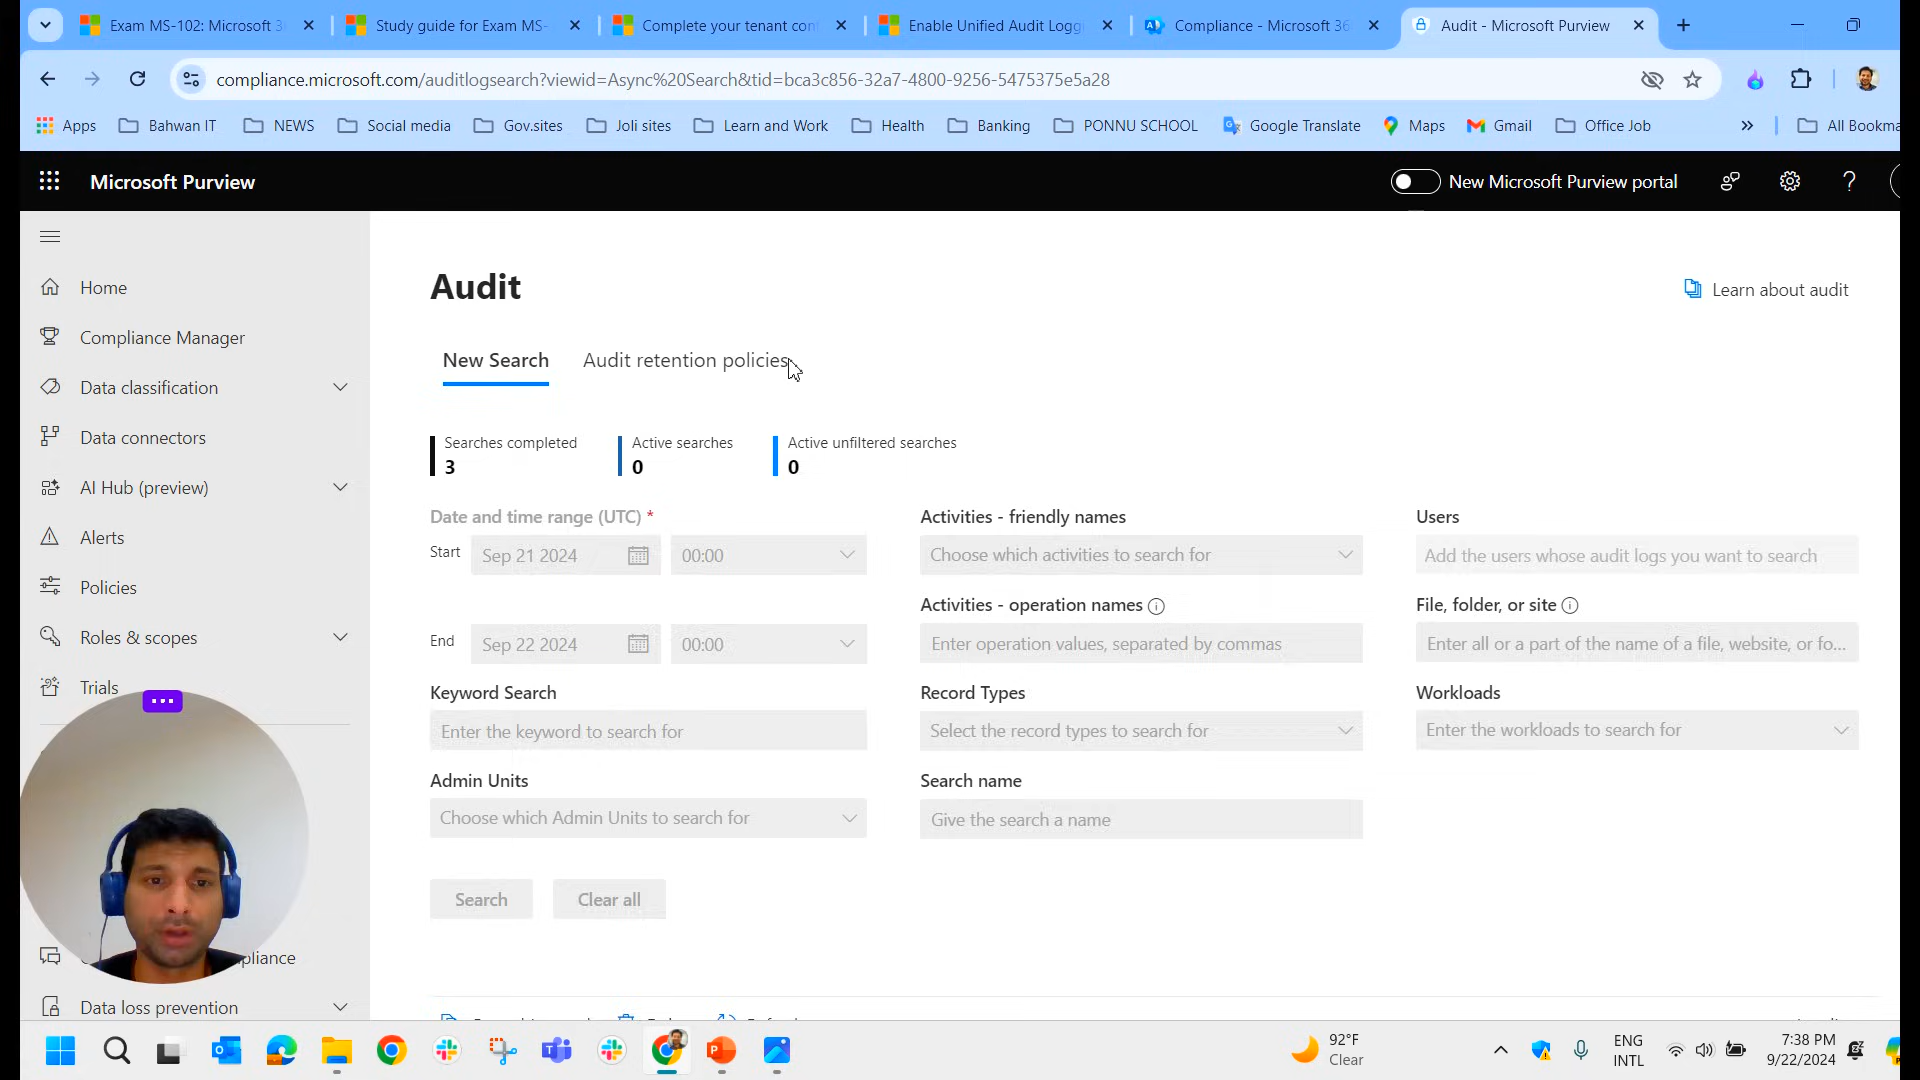 Exam MS-102: Microsoft 3
Study guide for Exam MS-
Complete your tenant con
Enable Unified Audit Loggi
Compliance - Microsoft 36
Audit - Microsoft Purview
compliance.microsoft.com/auditlogsearch?viewid=Async%20Search&tid=bca3c856-32a7-4800-9256-5475375e5a28
Apps
Bahwan IT
NEWS
Social media
Gov.sites
Joli sites
Learn and Work
Health
Banking
PONNU SCHOOL
Google Translate
Maps
Gmail
Office Job
All Bookma
Microsoft Purview
New Microsoft Purview portal
Home
Compliance Manager
Data classification
Data connectors
AI Hub (preview)
Alerts
Policies
Roles & scopes
Trials
pliance
Data loss prevention
Audit
Learn about audit
New Search
Audit retention policies
Searches completed
3
Active searches
0
Active unfiltered searches
0
Date and time range (UTC) *
Start
Sep 21 2024
00:00
End
Sep 22 2024
00:00
Keyword Search
Enter the keyword to search for
Admin Units
Choose which Admin Units to search for
Activities - friendly names
Choose which activities to search for
Activities - operation names
Enter operation values, separated by commas
Record Types
Select the record types to search for
Search name
Give the search a name
Users
Add the users whose audit logs you want to search
File, folder, or site
Enter all or a part of the name of a file, website, or fo...
Workloads
Enter the workloads to search for
Search
Clear all
92°F
Clear
ENG
INTL
7:38 PM
9/22/2024